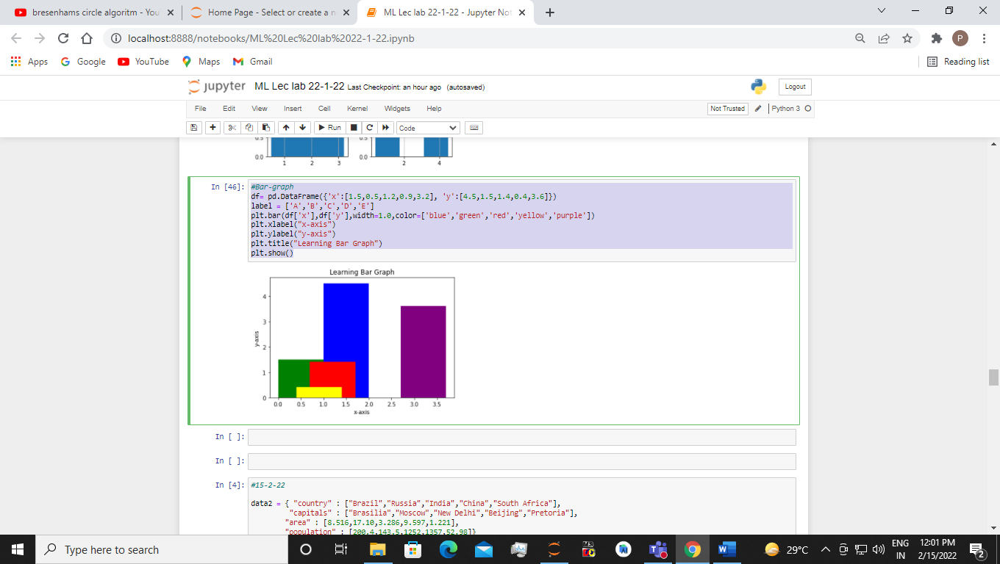 bresenhams circle algoritm - You
Home Page - Select or create a n
ML Lec lab 22-1-22 - Jupyter Not
localhost:8888/notebooks/ML%20Lec%20lab%2022-1-22.ipynb
P
Apps
Google
YouTube
Maps
Gmail
Reading list
jupyter ML Lec lab 22-1-22 Last Checkpoint: an hour ago (autosaved)
Logout
File Edit View Insert Cell Kernel Widgets Help
Not Trusted
Python 3
Run
Code
0.5 0.5
0.0 0.0
1 2 3 2 4
In [46]:
#Bar-graph
df= pd.DataFrame({'x':[1.5,0.5,1.2,0.9,3.2], 'y':[4.5,1.5,1.4,0.4,3.6]})
label = ['A','B','C','D','E']
plt.bar(df['x'],df['y'],width=1.0,color=['blue','green','red','yellow','purple'])
plt.xlabel("x-axis")
plt.ylabel("y-axis")
plt.title("Learning Bar Graph")
plt.show()
Learning Bar Graph
4
3
2
1
0
y-axis
0.0 0.5 1.0 1.5 2.0 2.5 3.0 3.5
x-axis
In [ ]:
In [ ]:
In [4]:
#15-2-22
data2 = { "country" : ["Brazil","Russia","India","China","South Africa"],
"capitals" : ["Brasilia","Moscow","New Delhi","Beijing","Pretoria"],
"area" : [8.516,17.10,3.286,9.597,1.221],
"population" : [200.4,143.5,1252,1357,52.98]}
Type here to search
W
29°C
ENG
IN
12:01 PM
2/15/2022
2